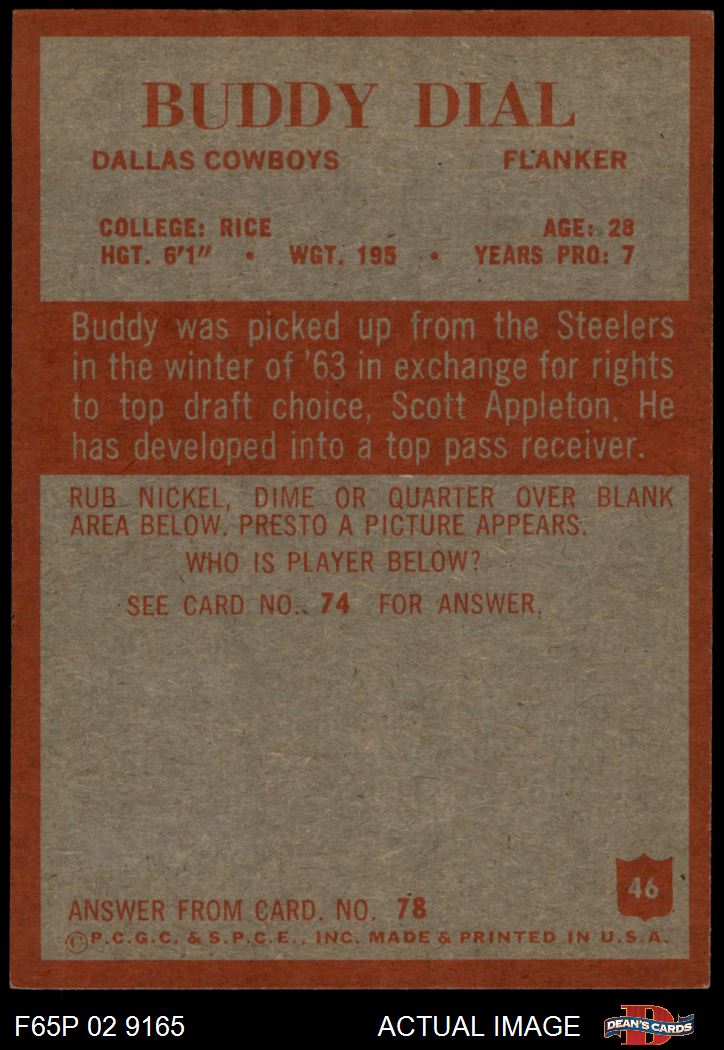 BUDDY DIAL
DALLAS COWBOYS FLANKER
COLLEGE: RICE AGE: 28
HGT. 6'1" • WGT. 195 • YEARS PRO: 7
Buddy was picked up from the Steelers
in the winter of '63 in exchange for rights
to top draft choice, Scott Appleton. He
has developed into a top pass receiver.
RUB NICKEL, DIME OR QUARTER OVER BLANK
AREA BELOW. PRESTO A PICTURE APPEARS.
WHO IS PLAYER BELOW?
SEE CARD NO. 74 FOR ANSWER.
46
ANSWER FROM CARD. NO. 78
©P.C.G.C. & S.P.C.E., INC. MADE & PRINTED IN U.S.A.
F65P 02 9165 ACTUAL IMAGE D DEAN'S CARDS